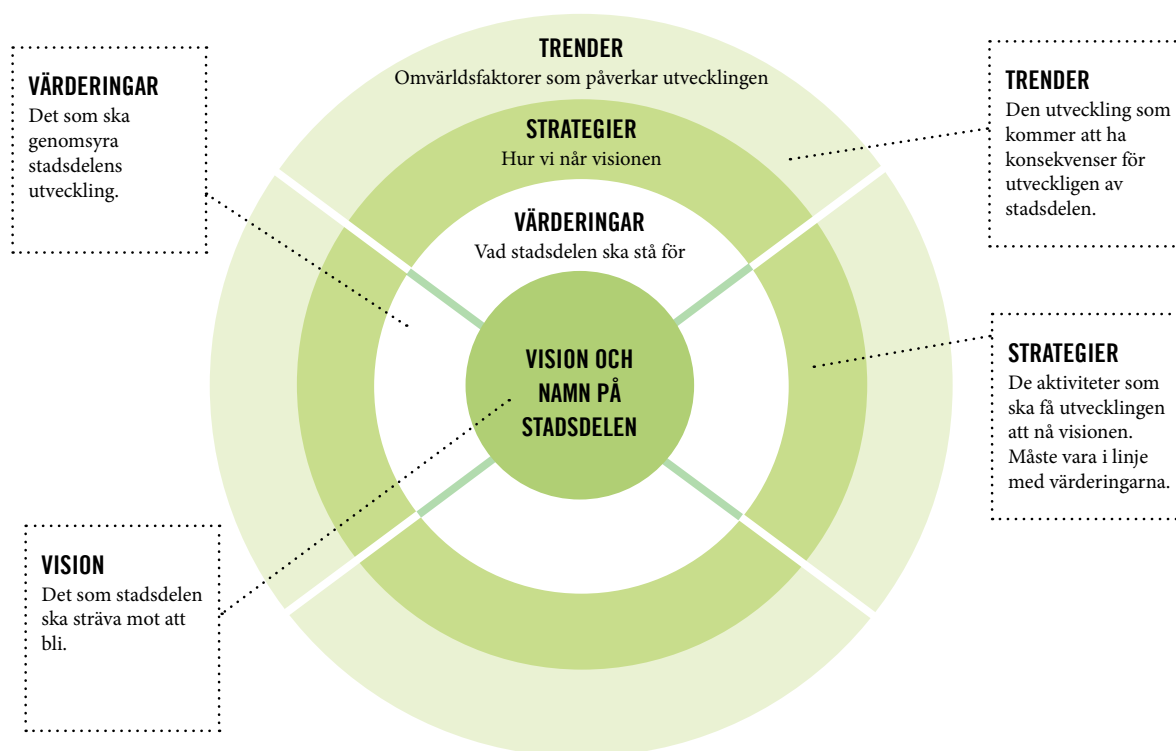 TRENDER
Omvärldsfaktorer som påverkar utvecklingen
STRATEGIER
Hur vi når visionen
VÄRDERINGAR
Vad stadsdelen ska stå för
VISION OCH
NAMN PÅ
STADSDELEN
VÄRDERINGAR
Det som ska
genomsyra
stadsdelens
utveckling.
VISION
Det som stadsdelen
ska sträva mot att
bli.
TRENDER
Den utveckling som
kommer att ha
konsekvenser för
utveckligen av
stadsdelen.
STRATEGIER
De aktiviteter som
ska få utvecklingen
att nå visionen.
Måste vara i linje
med värderingarna.